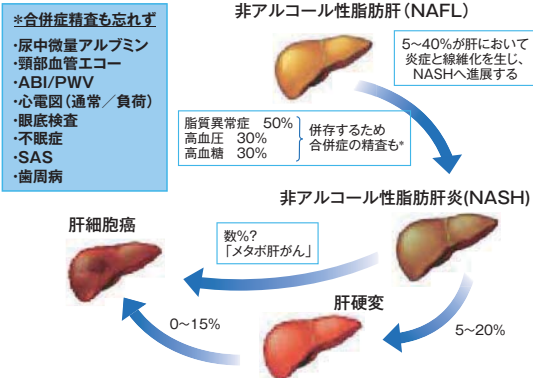 *合併症精査も忘れず
・尿中微量アルブミン
・頸部血管エコー
・ABI/PWV
・心電図(通常/負荷)
・眼底検査
・不眠症
・SAS
・歯周病
非アルコール性脂肪肝(NAFL)
5~40%が肝において
炎症と線維化を生じ、
NASHへ進展する
脂質異常症 50%
高血圧 30%
高血糖 30%
併存するため
合併症の精査も*
非アルコール性脂肪肝炎(NASH)
肝細胞癌
数%?
「メタボ肝がん」
肝硬変
0~15%
5~20%